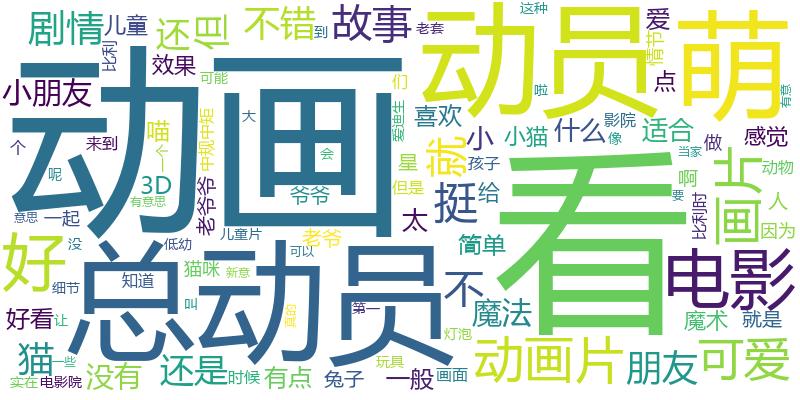 剧情
儿童
比利
还
但
不错
到
故事
老套
动员
这种
爱
情节
萌
效果
可能
们
小朋友
动画
爱迪生
喜欢
点
啦
有意
个
来到
喵
一个
中规中矩
大
小
小猫
什么
影院
像
适合
做
感觉
呢
3D
会
星
就
孩子
当家
动物
有意思
老爷爷
爷爷
但是
挺
给
看
啊
画片
人
意思
一起
儿童片
老爷
太
要
比利时
因为
好
没
低幼
总动员
可以
简单
不
电影
细节
知道
猫咪
新意
魔法
魔术
就是
好看
让
叫
真的
第一
灯泡
猫
一些
还是
玩具
动画片
朋友
可爱
实在
电影院
没有
时候
有点
兔子
一般
画面